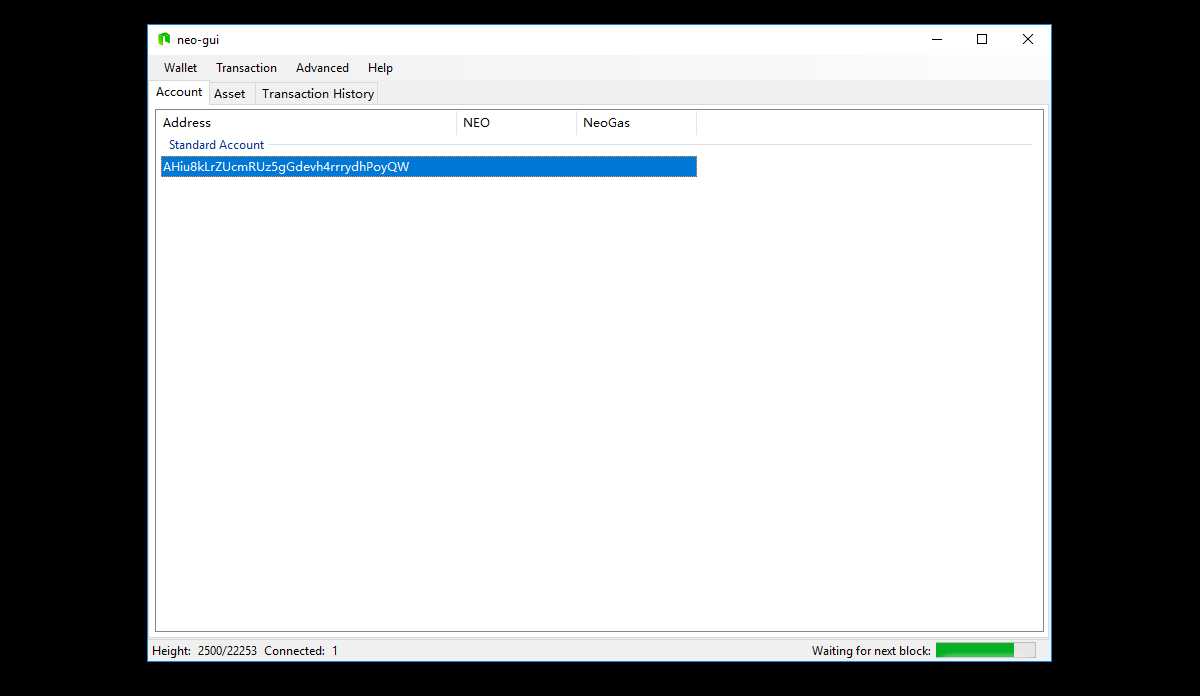 neo-gui
Wallet Transaction Advanced Help
Account Asset Transaction History
Address NEO NeoGas
Standard Account
AHiu8kLrZUcmRUz5gGdevh4rrrydhPoyQW
Height: 2500/22253 Connected: 1 Waiting for next block: